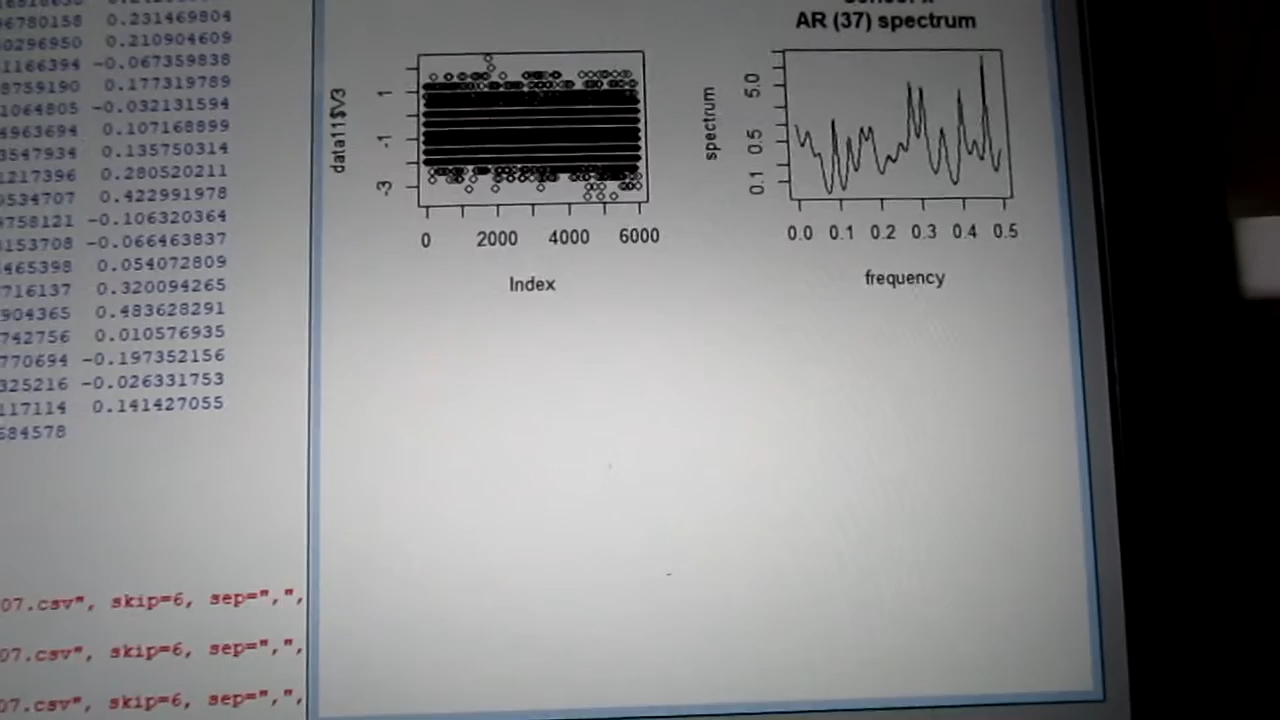 96780158 0.231469804
0296950 0.210904609
1166394 -0.067359838
8759190 0.177319789
1064805 -0.032131594
4963694 0.107168899
3547934 0.135750314
1217396 0.280520211
9534707 0.422991978
4758121 -0.106320364
8153708 -0.066463837
465398 0.054072809
716137 0.320094265
904365 0.483628291
742756 0.010576935
770694 -0.197352156
325216 -0.026331753
117114 0.141427055
684578
07.csv", skip=6, sep=",",
07.csv", skip=6, sep=",",
07.csv", skip=6, sep=",",
data11$V3
1
-1
-3
0 2000 4000 6000
Index
AR (37) spectrum
spectrum
5.0
0.5
0.1
0.0 0.1 0.2 0.3 0.4 0.5
frequency